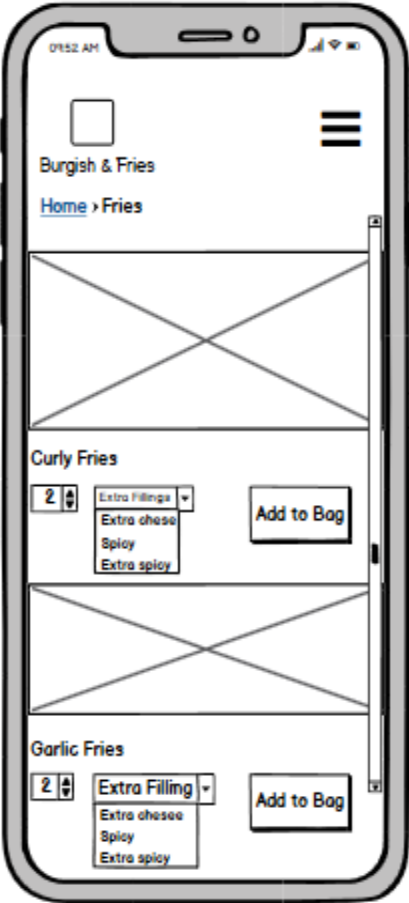 09:52 AM
Burgish & Fries
Home › Fries
Curly Fries
2
Extra Fillings
Add to Bag
Extra chese
Spicy
Extra spicy
Garlic Fries
2
Extra Filling
Add to Bag
Extra chesee
Spicy
Extra spicy